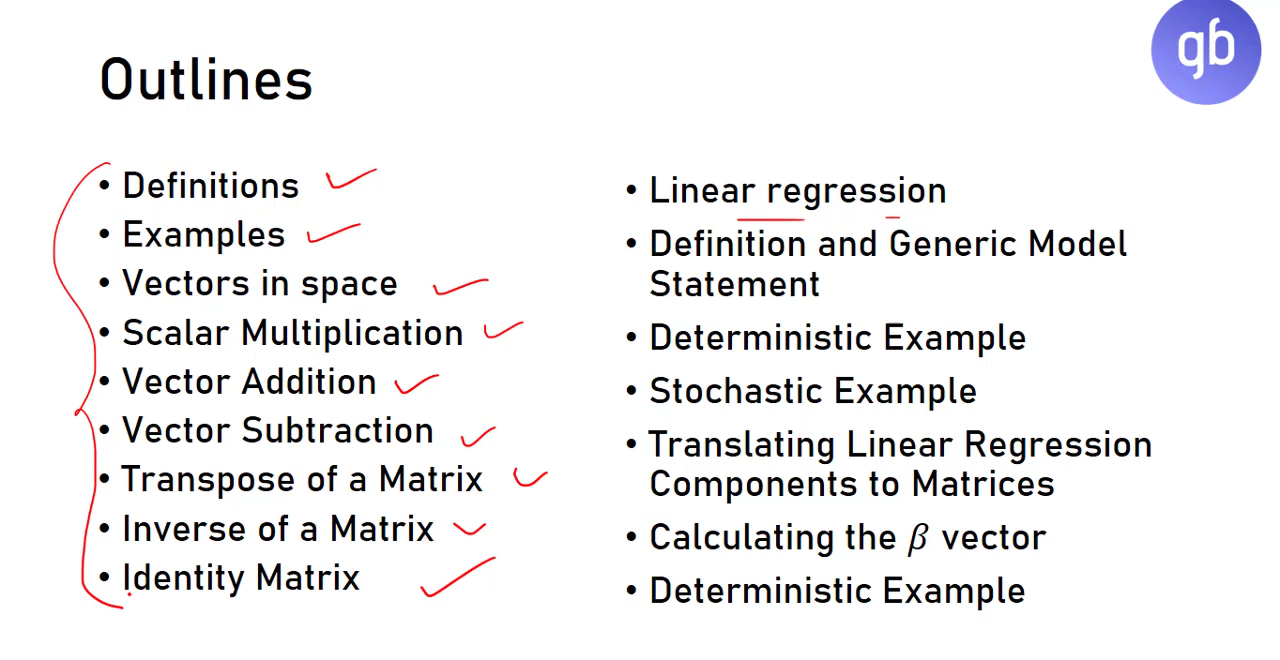 gb
Outlines
• Definitions
• Examples
• Vectors in space
• Scalar Multiplication
• Vector Addition
• Vector Subtraction
• Transpose of a Matrix
• Inverse of a Matrix
• Identity Matrix
• Linear regression
• Definition and Generic Model
Statement
• Deterministic Example
• Stochastic Example
• Translating Linear Regression
Components to Matrices
• Calculating the β vector
• Deterministic Example